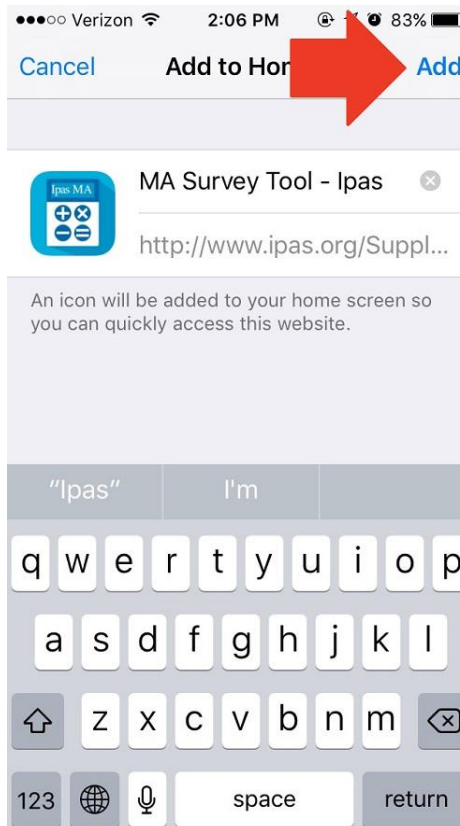 Verizon 2:06 PM 83%
Cancel Add to Hor Add
Ipas MA
MA Survey Tool - Ipas
http://www.ipas.org/Suppl...
An icon will be added to your home screen so
you can quickly access this website.
"Ipas" I'm
q w e r t y u i o p
a s d f g h j k l
z x c v b n m
123 space return